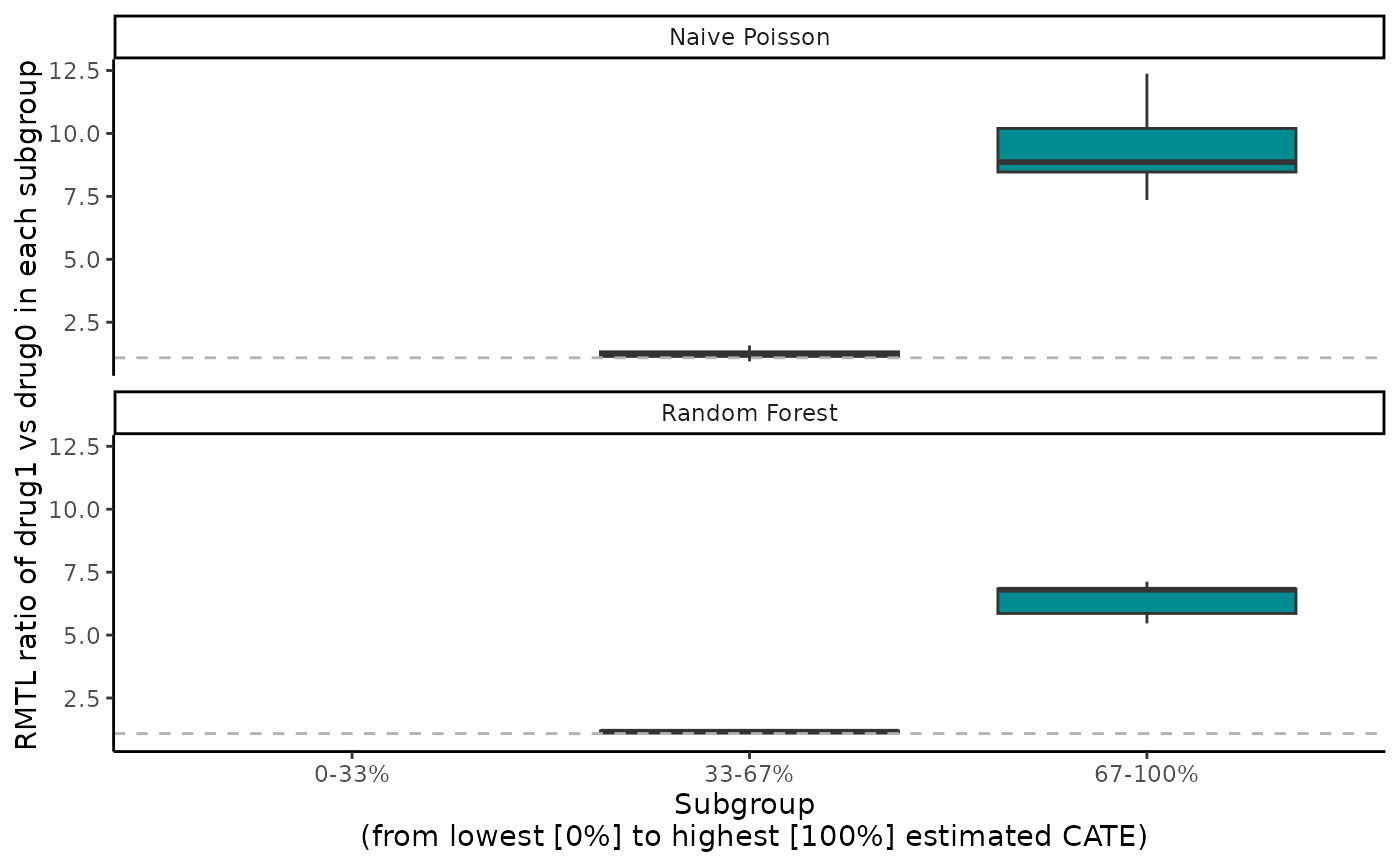 RMTL ratio of drug1 vs drug0 in each subgroup
Naive Poisson
12.5
10.0
7.5
5.0
2.5
Random Forest
12.5
10.0
7.5
5.0
2.5
0-33%
33-67%
67-100%
Subgroup
(from lowest [0%] to highest [100%] estimated CATE)